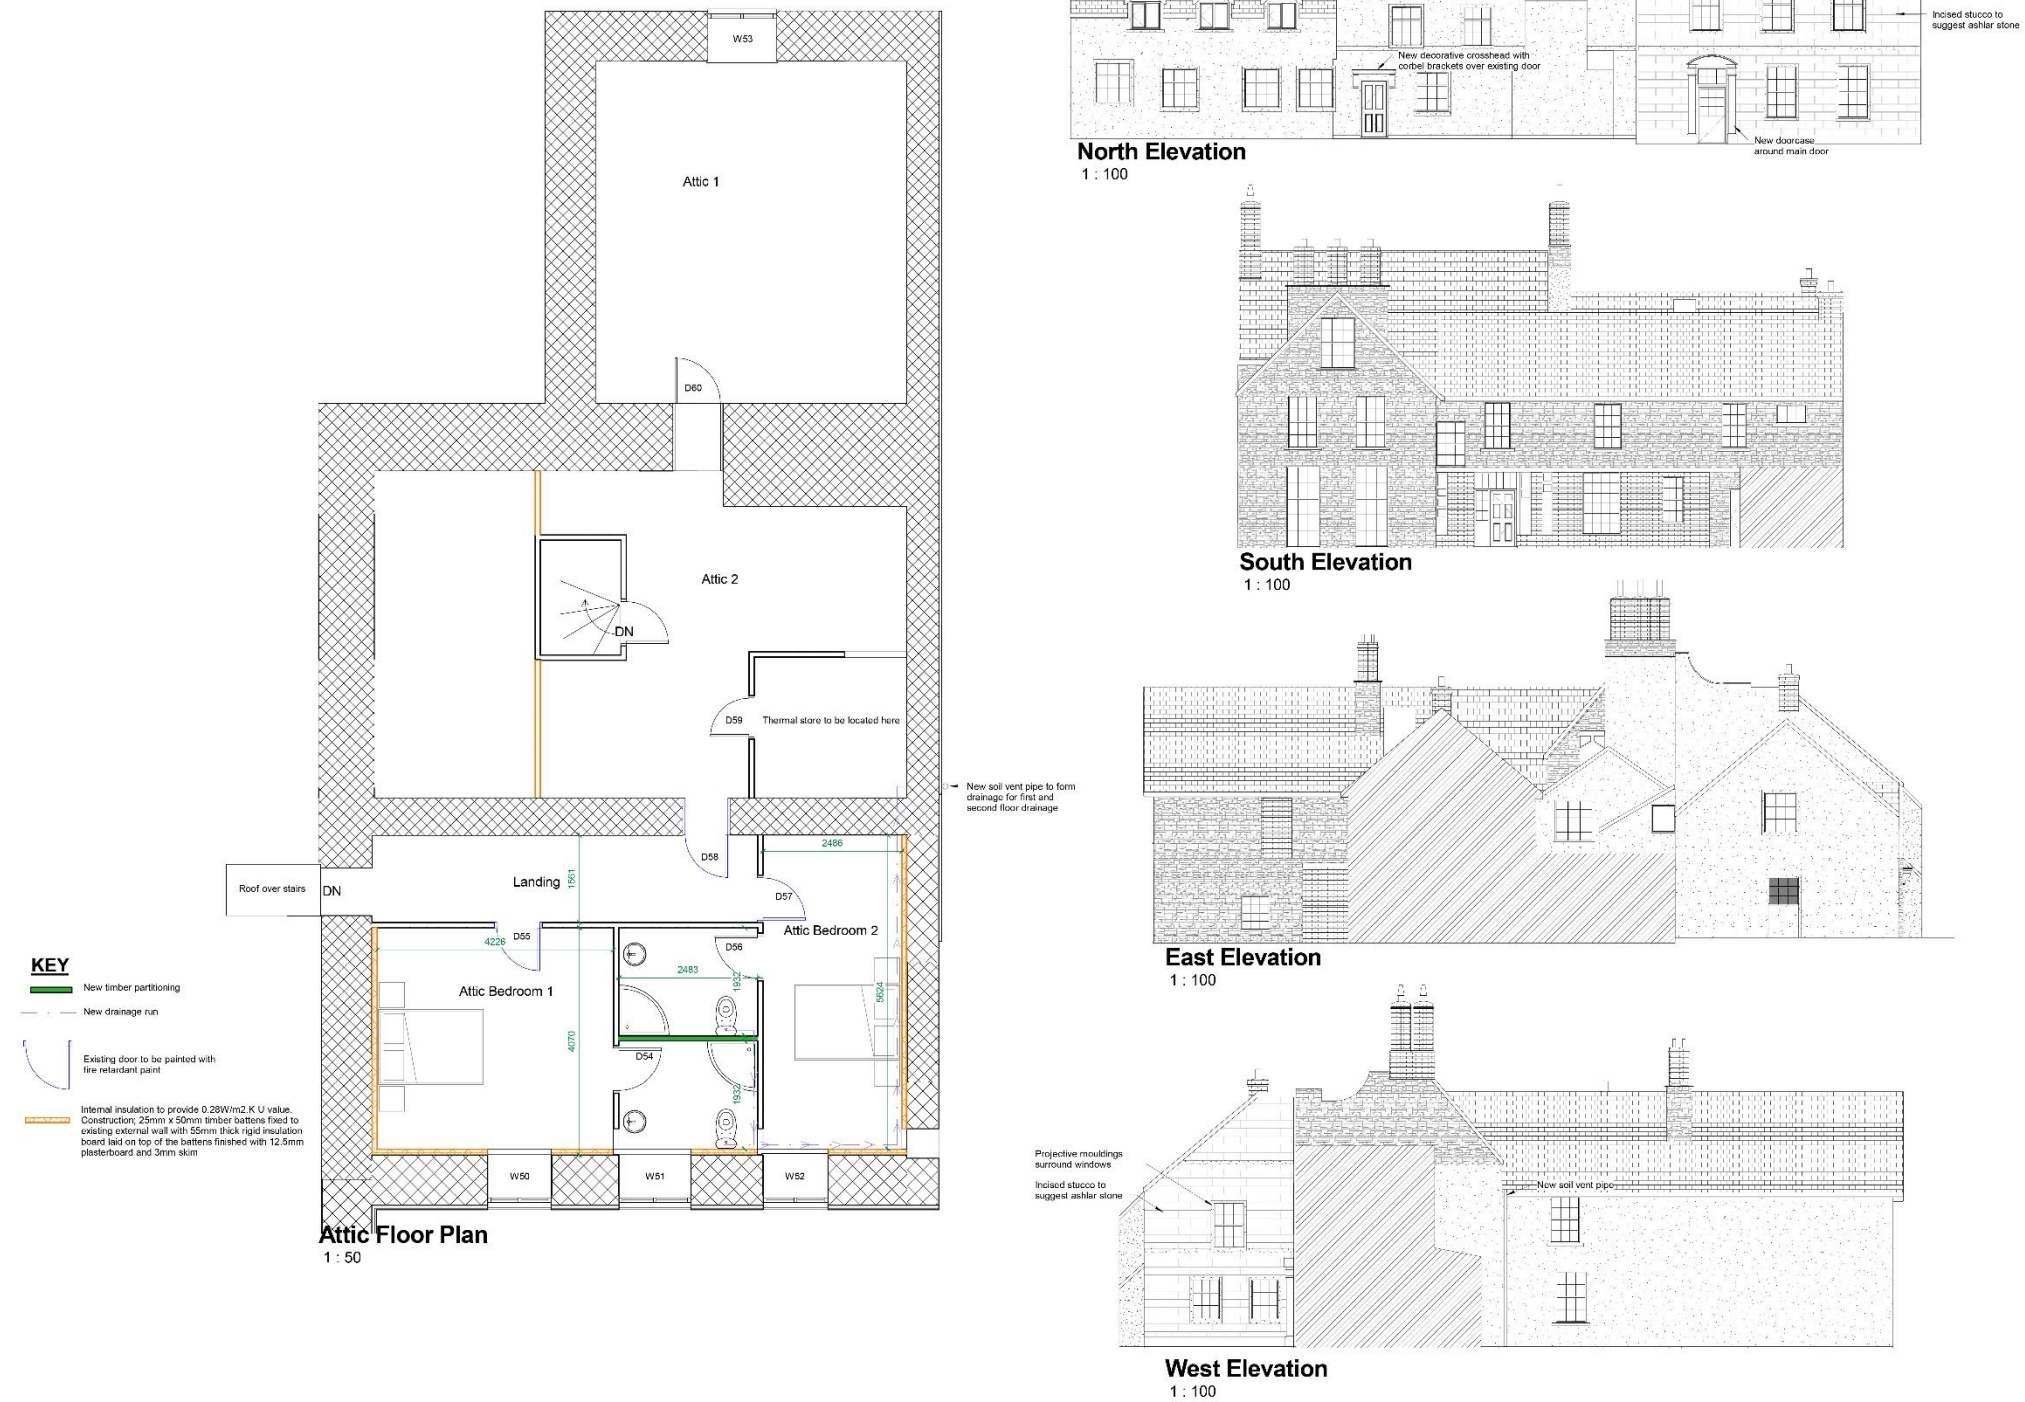 W53
Attic 1
D60
Attic 2
DN
D59
Thermal store to be located here
New soil vent pipe to form
drainage for first and
second floor drainage
D58
2486
Roof over stairs
DN
Landing
1561
D57
Attic Bedroom 2
D55
4226
D56
2483
1932
5624
Attic Bedroom 1
4070
D54
1932
W50
W51
W52
Attic Floor Plan
1 : 50
KEY
New timber partitioning
New drainage run
Existing door to be painted with
fire retardant paint
Internal insulation to provide 0.28W/m2.K U value.
Construction; 25mm x 50mm timber battens fixed to
existing external wall with 55mm thick rigid insulation
board laid on top of the battens finished with 12.5mm
plasterboard and 3mm skim
Incised stucco to
suggest ashlar stone
New decorative crosshead with
corbel brackets over existing door
New doorcase
around main door
North Elevation
1 : 100
South Elevation
1 : 100
East Elevation
1 : 100
Projective mouldings
surround windows
Incised stucco to
suggest ashlar stone
New soil vent pipe
West Elevation
1 : 100